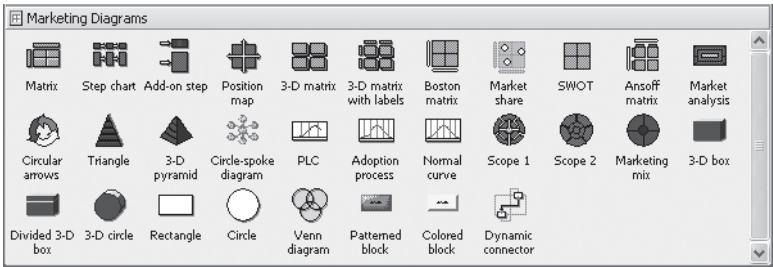 Marketing Diagrams
Matrix Step chart Add-on step Position map 3-D matrix 3-D matrix with labels Boston matrix Market share SWOT Ansoff matrix Market analysis
Circular arrows Triangle 3-D pyramid Circle-spoke diagram PLC Adoption process Normal curve Scope 1 Scope 2 Marketing mix 3-D box
Divided 3-D box 3-D circle Rectangle Circle Venn diagram Patterned block Colored block Dynamic connector